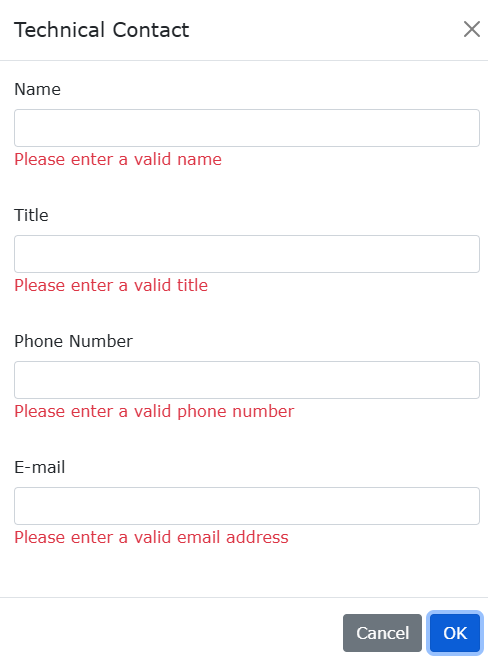 Technical Contact
Name
Please enter a valid name
Title
Please enter a valid title
Phone Number
Please enter a valid phone number
E-mail
Please enter a valid email address
Cancel OK